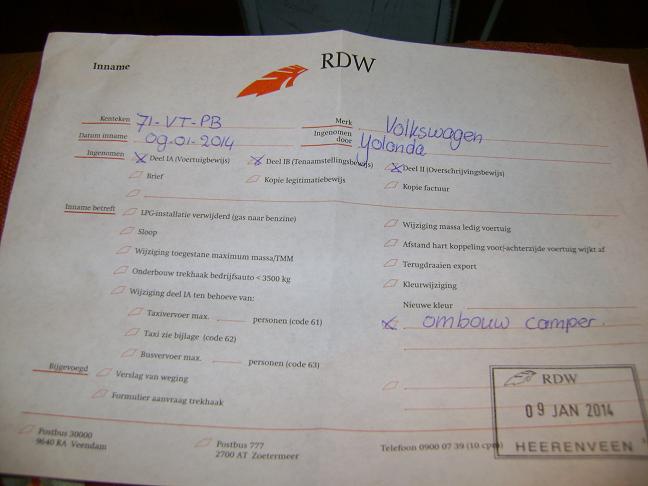 Inname
RDW
Kenteken 71-VT-PB
Merk Volkswagen
Datum inname 09-01-2014
Ingenomen door Yolanda
Ingenomen x Deel IA (Voertuigbewijs) x Deel IB (Tenaamstellingsbewijs) x Deel II (Overschrijvingsbewijs)
Brief Kopie legitimatiebewijs Kopie factuur
Inname betreft LPG-installatie verwijderd (gas naar benzine) Wijziging massa ledig voertuig
Sloop Afstand hart koppeling voor/-achterzijde voertuig wijkt af
Wijziging toegestane maximum massa/TMM Terugdraaien export
Onderbouw trekhaak bedrijfsauto < 3500 kg Kleurwijziging
Wijziging deel IA ten behoeve van: Nieuwe kleur
Taxivervoer max. personen (code 61) x ombouw camper.
Taxi zie bijlage (code 62)
Busvervoer max. personen (code 63)
Bijgevoegd Verslag van weging
Formulier aanvraag trekhaak
RDW
09 JAN 2014
HEERENVEEN
Postbus 30000 Postbus 777 Telefoon 0900 07 39 (10 cpm)
9640 RA Veendam 2700 AT Zoetermeer